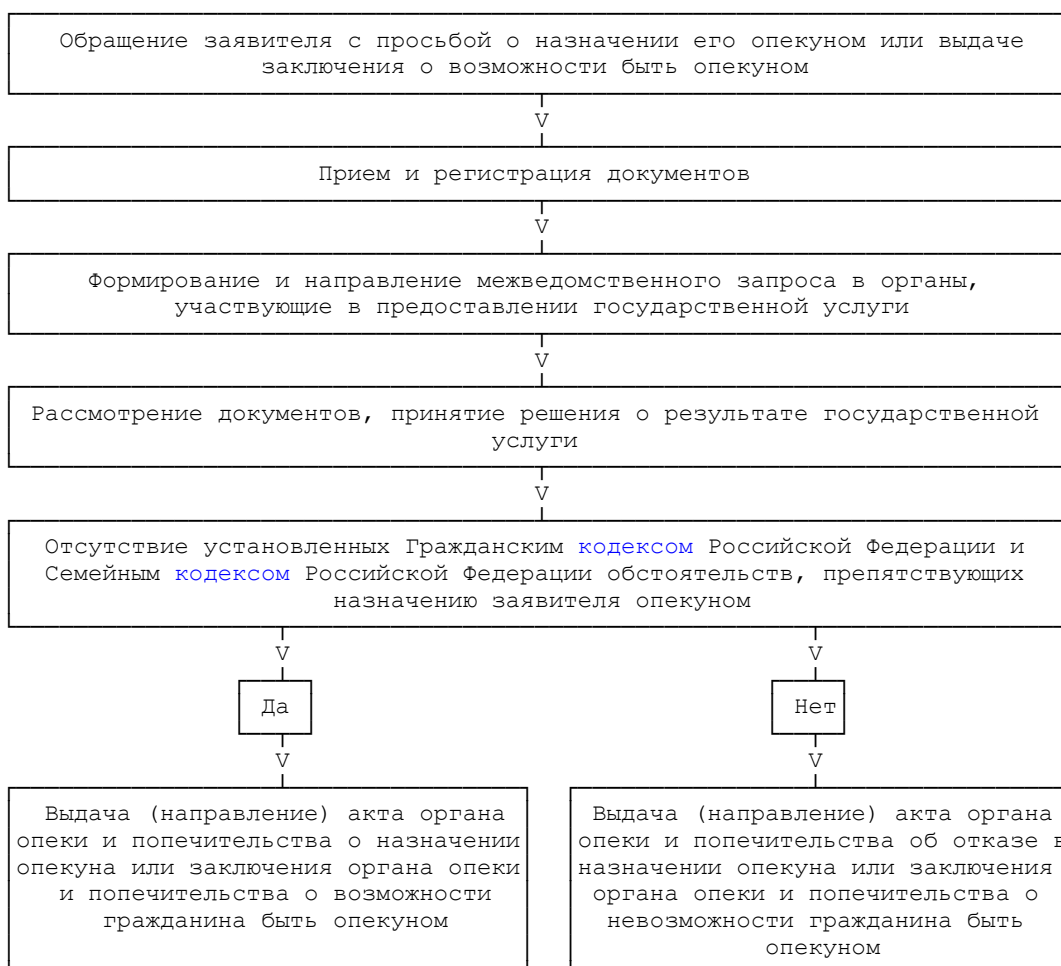 Обращение заявителя с просьбой о назначении его опекуном или выдаче
заключения о возможности быть опекуном
V
Прием и регистрация документов
V
Формирование и направление межведомственного запроса в органы,
участвующие в предоставлении государственной услуги
V
Рассмотрение документов, принятие решения о результате государственной
услуги
V
Отсутствие установленных Гражданским кодексом Российской Федерации и
Семейным кодексом Российской Федерации обстоятельств, препятствующих
назначению заявителя опекуном
V V
Да Нет
V V
Выдача (направление) акта органа
опеки и попечительства о назначении
опекуна или заключения органа опеки
и попечительства о возможности
гражданина быть опекуном
Выдача (направление) акта органа
опеки и попечительства об отказе в
назначении опекуна или заключения
органа опеки и попечительства о
невозможности гражданина быть
опекуном